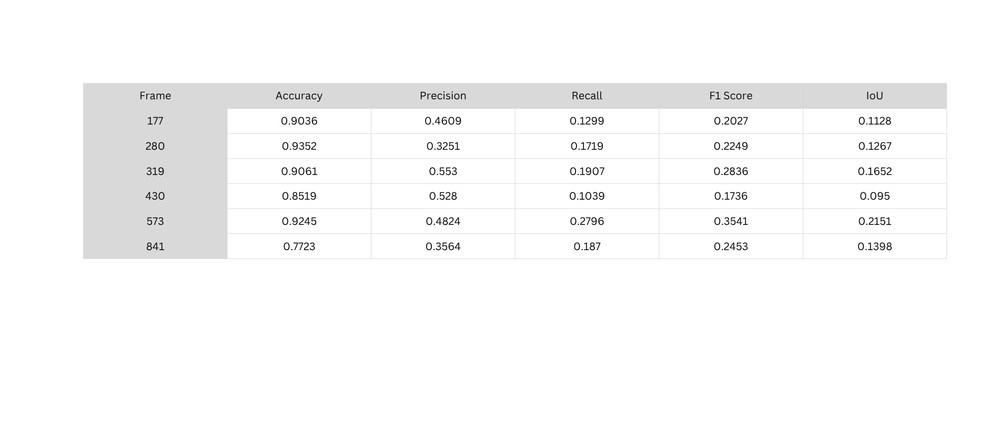 Frame Accuracy Precision Recall F1 Score IoU
177 0.9036 0.4609 0.1299 0.2027 0.1128
280 0.9352 0.3251 0.1719 0.2249 0.1267
319 0.9061 0.553 0.1907 0.2836 0.1652
430 0.8519 0.528 0.1039 0.1736 0.095
573 0.9245 0.4824 0.2796 0.3541 0.2151
841 0.7723 0.3564 0.187 0.2453 0.1398